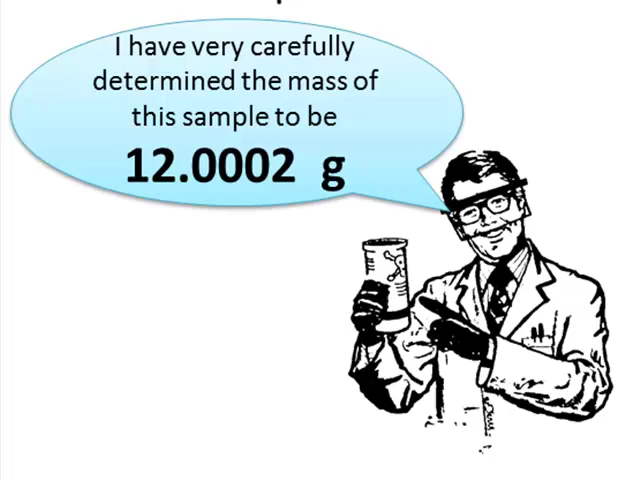 I have very carefully
determined the mass of
this sample to be
12.0002 g